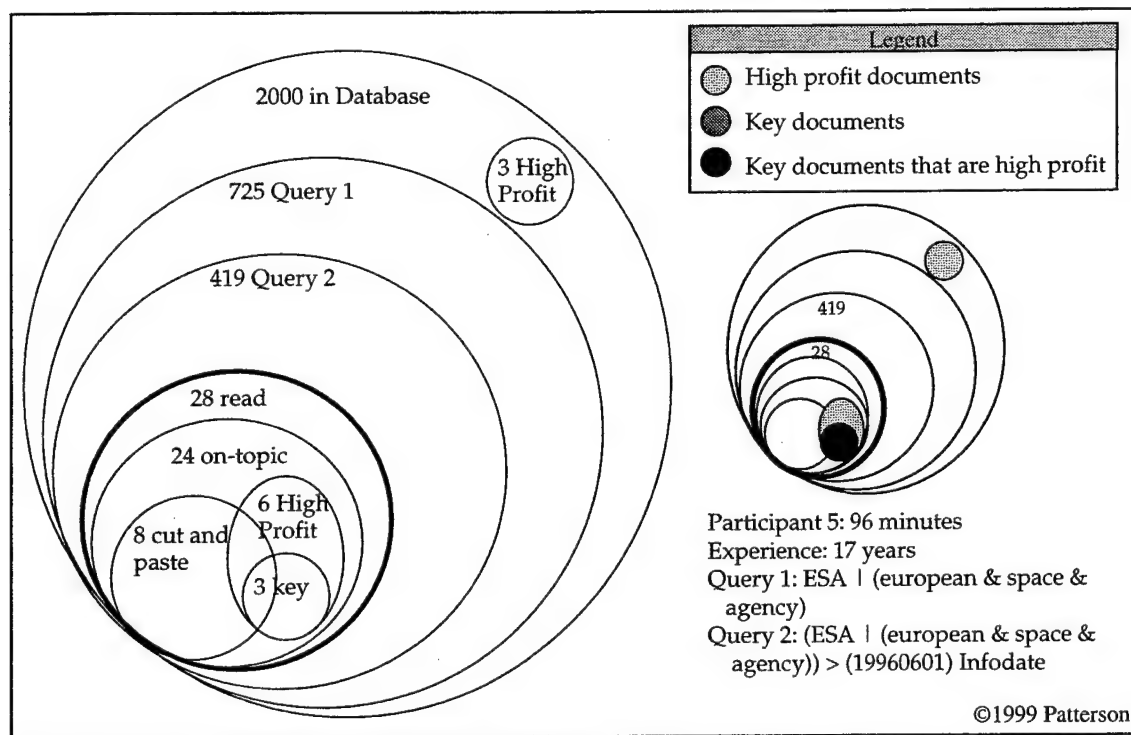 2000 in Database
3 High
Profit
725 Query 1
419 Query 2
28 read
24 on-topic
6 High
Profit
8 cut and
paste
3 key
Legend
High profit documents
Key documents
Key documents that are high profit
419
28
Participant 5: 96 minutes
Experience: 17 years
Query 1: ESA | (european & space &
agency)
Query 2: (ESA | (european & space &
agency)) > (19960601) Infodate
©1999 Patterson